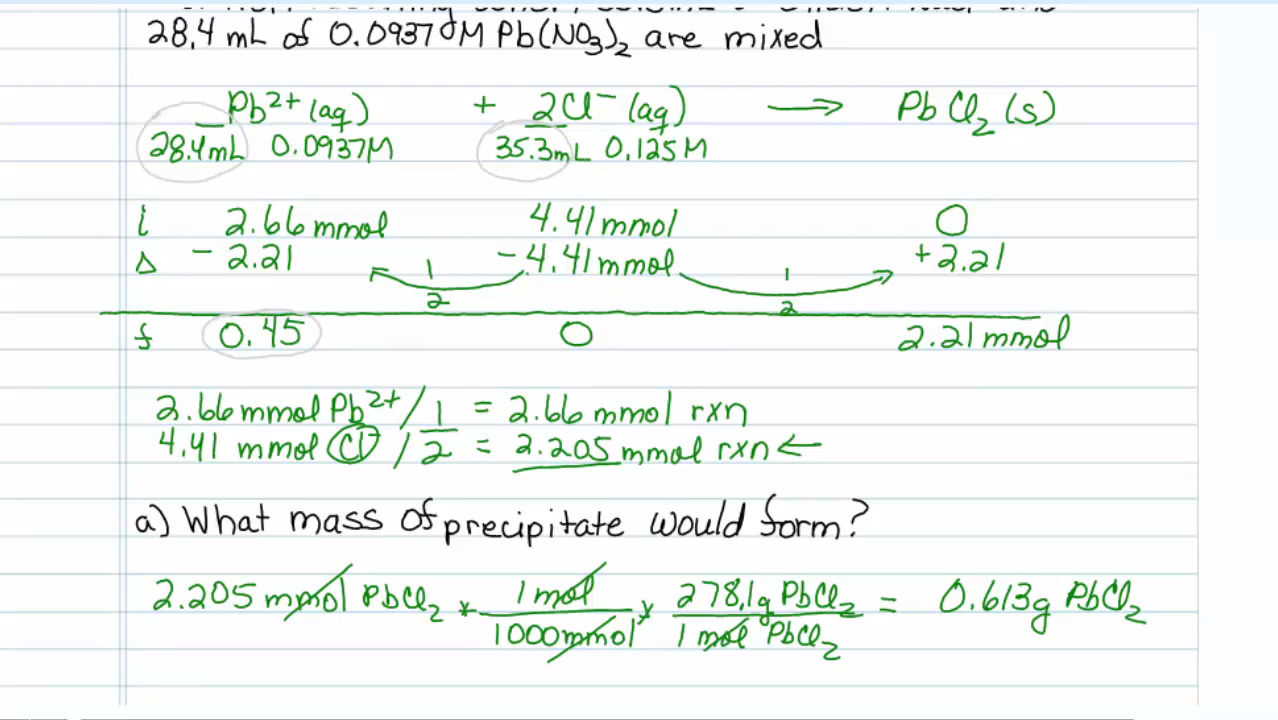 28.4 mL of 0.0937 M Pb(NO₃)₂ are mixed
Pb²⁺(aq) + 2Cl⁻(aq) → PbCl₂(s)
28.4mL 0.0937M 35.3mL 0.125M
i 2.66 mmol 4.41 mmol 0
Δ - 2.21 -4.41 mmol +2.21
1/2 1/2
f 0.45 0 2.21 mmol
2.66 mmol Pb²⁺ / 1 = 2.66 mmol rxn
4.41 mmol Cl⁻ / 2 = 2.205 mmol rxn ←
a) What mass of precipitate would form?
2.205 mmol PbCl₂ * 1 mol / 1000 mmol * 278.1g PbCl₂ / 1 mol PbCl₂ = 0.613g PbCl₂